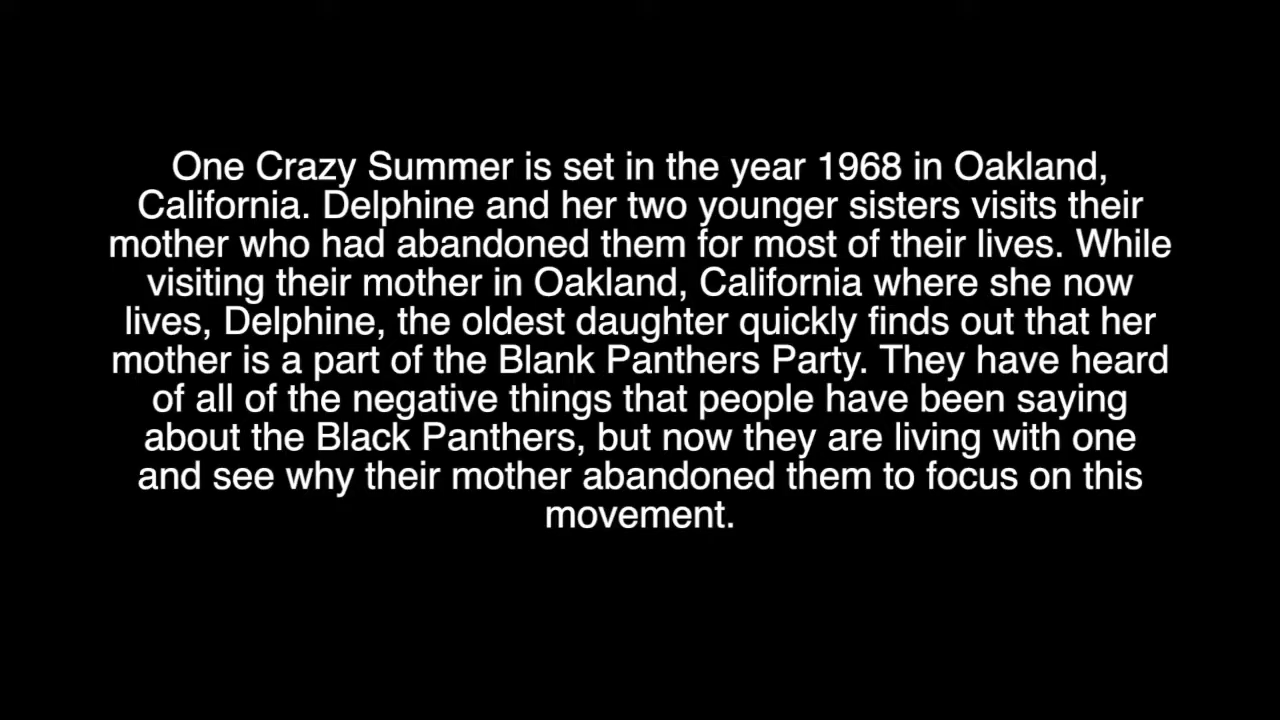 One Crazy Summer is set in the year 1968 in Oakland,
California. Delphine and her two younger sisters visits their
mother who had abandoned them for most of their lives. While
visiting their mother in Oakland, California where she now
lives, Delphine, the oldest daughter quickly finds out that her
mother is a part of the Blank Panthers Party. They have heard
of all of the negative things that people have been saying
about the Black Panthers, but now they are living with one
and see why their mother abandoned them to focus on this
movement.